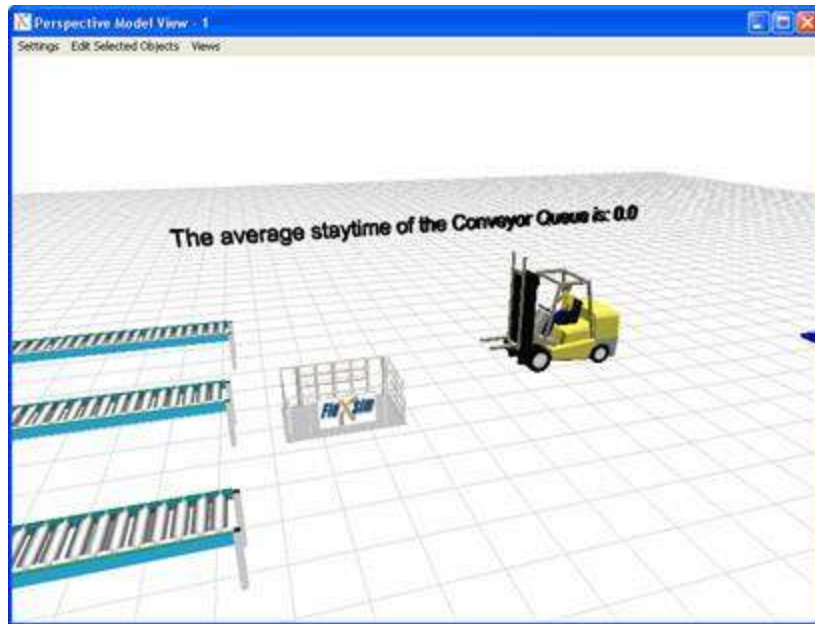 Perspective Model View - 1
Settings Edit Selected Objects Views
The average staytime of the Conveyor Queue is: 0.0
FleXSim